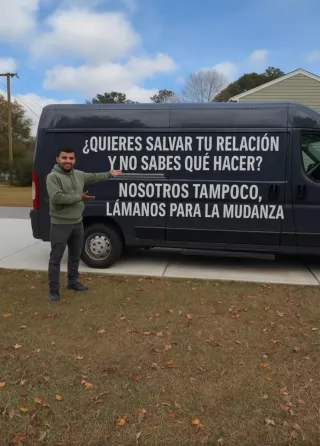 ¿QUIERES SALVAR TU RELACIÓN
Y NO SABES QUÉ HACER?
NOSOTROS TAMPOCO,
LÁMANOS PARA LA MUDANZA